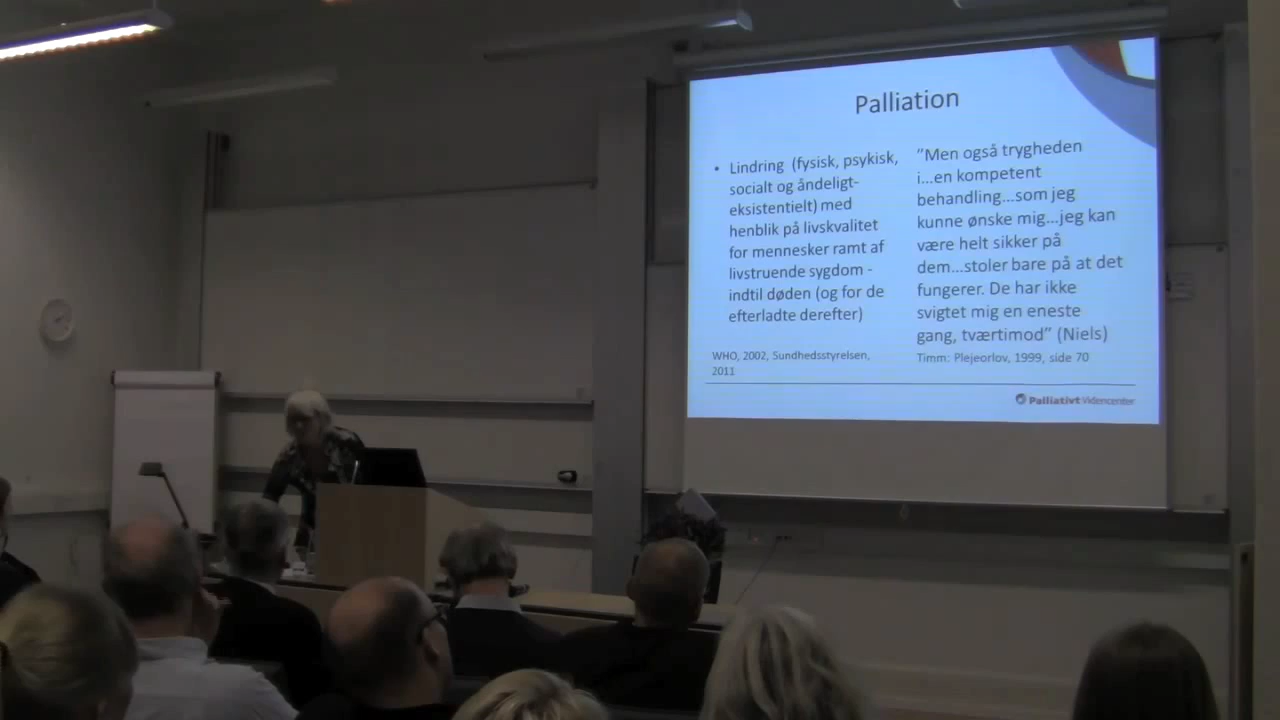 Palliation
• Lindring (fysisk, psykisk,
socialt og åndeligt-
eksistentielt) med
henblik på livskvalitet
for mennesker ramt af
livstruende sygdom -
indtil døden (og for de
efterladte derefter)
WHO, 2002, Sundhedsstyrelsen,
2011
”Men også trygheden
i...en kompetent
behandling...som jeg
kunne ønske mig...jeg kan
være helt sikker på
dem...stoler bare på at det
fungerer. De har ikke
svigtet mig en eneste
gang, tværtimod” (Niels)
Timm: Plejeorlov, 1999, side 70
Palliativt Videncenter